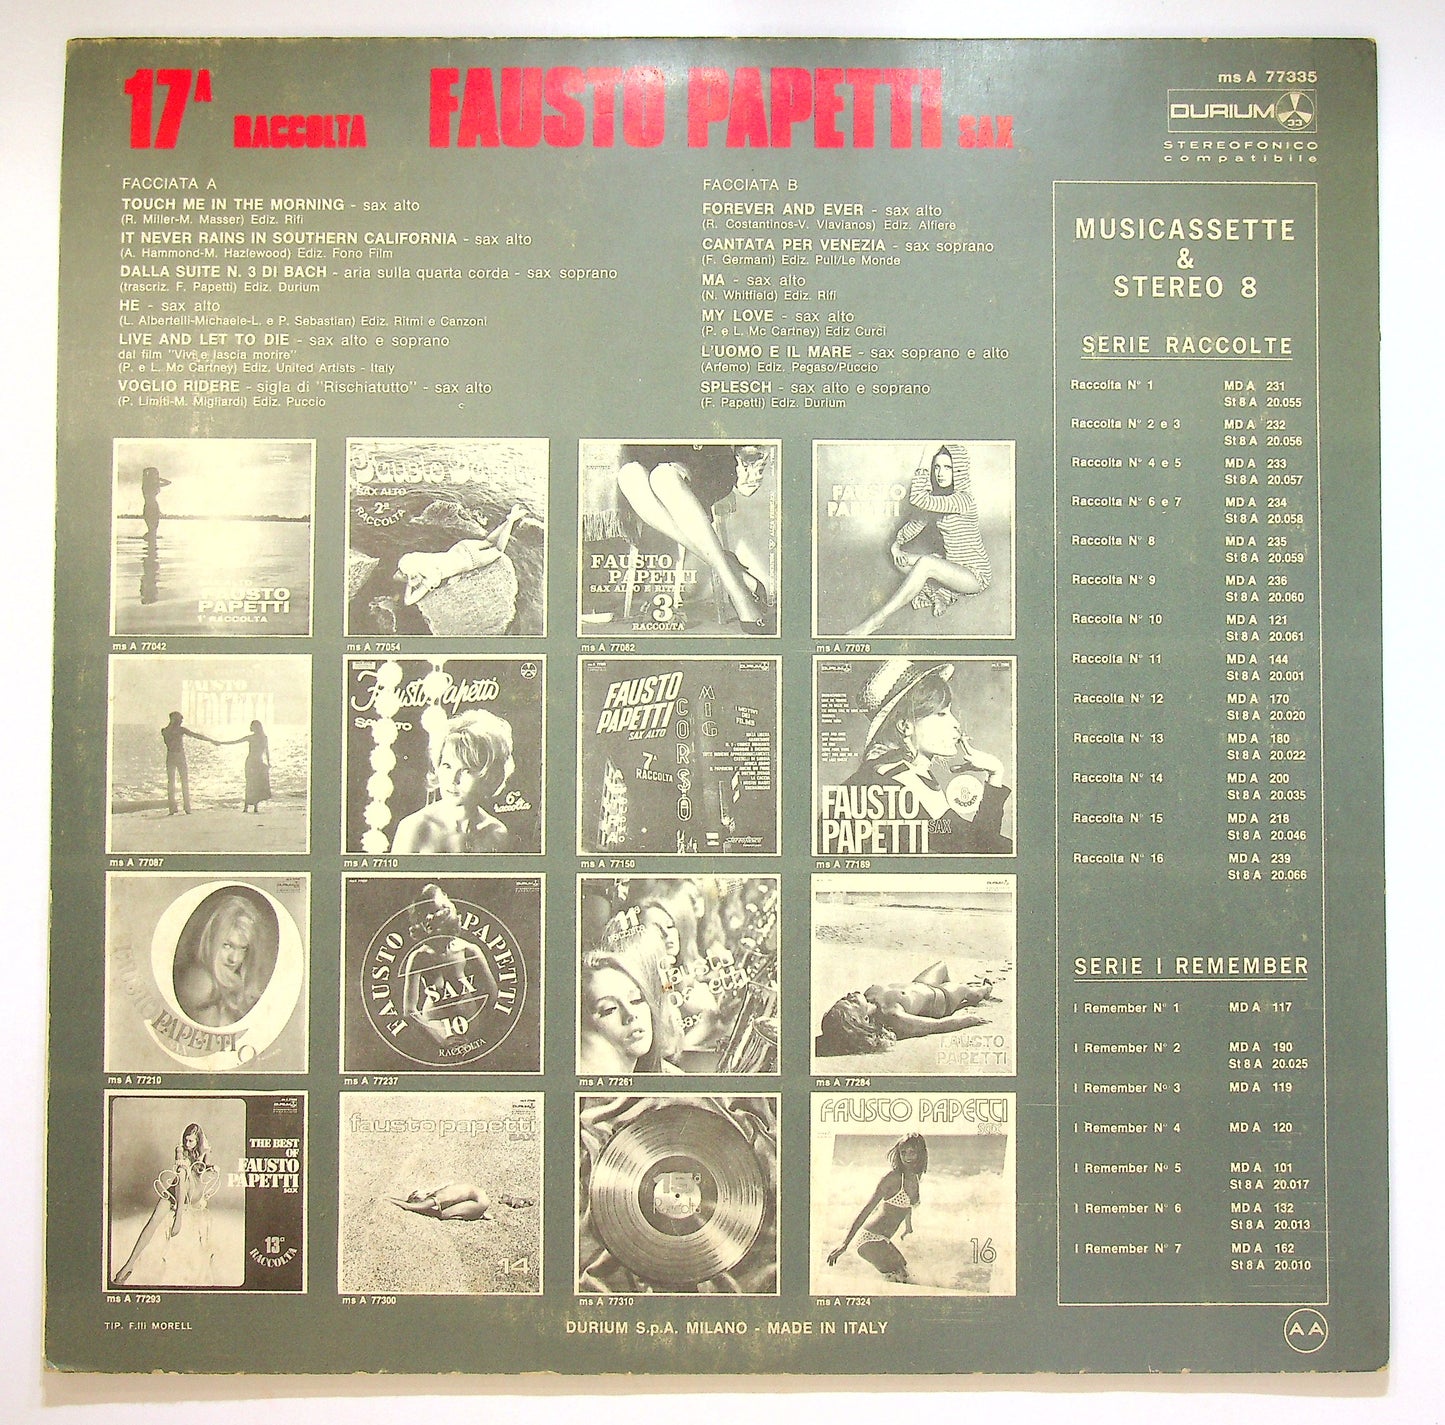 17ª RACCOLTA FAUSTO PAPETTI SAX
ms A 77335
DURIUM 33
STEREOFONICO
compatibile
FACCIATA A
TOUCH ME IN THE MORNING - sax alto
(R. Miller-M. Masser) Ediz. Rifi
IT NEVER RAINS IN SOUTHERN CALIFORNIA - sax alto
(A. Hammond-M. Hazlewood) Ediz. Fono Film
DALLA SUITE N. 3 DI BACH - aria sulla quarta corda - sax soprano
(trascriz. F. Papetti) Ediz. Durium
HE - sax alto
(L. Albertelli-Michaele-L. e P. Sebastian) Ediz. Ritmi e Canzoni
LIVE AND LET TO DIE - sax alto e soprano
dal film "Vivi e lascia morire"
(P. e L. Mc Cartney) Ediz. United Artists - Italy
VOGLIO RIDERE - sigla di "Rischiatutto" - sax alto
(P. Limiti-M. Migliardi) Ediz. Puccio
FACCIATA B
FOREVER AND EVER - sax alto
(R. Costantinos-V. Vlavianos) Ediz. Alfiere
CANTATA PER VENEZIA - sax soprano
(F. Germani) Ediz. Pull/Le Monde
MA - sax alto
(N. Whitfield) Ediz. Rifi
MY LOVE - sax alto
(P. e L. Mc Cartney) Ediz Curci
L'UOMO E IL MARE - sax soprano e alto
(Arfemo) Ediz. Pegaso/Puccio
SPLESCH - sax alto e soprano
(F. Papetti) Ediz. Durium
FAUSTO
PAPETTI
1ª RACCOLTA
ms A 77042
SAX ALTO
2ª
RACCOLTA
ms A 77054
FAUSTO
PAPETTI
SAX ALTO E RITMI
3ª
RACCOLTA
ms A 77062
FAUSTO
PAPETTI
ms A 77078
FAUSTO
PAPETTI
ms A 77087
Fausto Papetti
SAX ALTO
6ª
raccolta
ms A 77110
FAUSTO
PAPETTI
SAX ALTO
MIG
CORSO
I MOTIVI
DEI
FILMS
7ª
RACCOLTA
ms A 77150
FAUSTO
PAPETTI SAX
ms A 77189
FAUSTO
PAPETTI
SAX
ms A 77210
FAUSTO PAPETTI
SAX
10
RACCOLTA
ms A 77237
11ª
raccolta
fausto
papetti
sax
ms A 77261
FAUSTO
PAPETTI
ms A 77284
THE BEST
OF
FAUSTO
PAPETTI
SAX
13ª
RACCOLTA
ms A 77293
fausto papetti
SAX
14
ms A 77300
15ª
Raccolta
ms A 77310
FAUSTO PAPETTI
SAX
16
ms A 77324
MUSICASSETTE
&
STEREO 8
SERIE RACCOLTE
Raccolta N° 1 MD A 231
St 8 A 20.055
Raccolta N° 2 e 3 MD A 232
St 8 A 20.056
Raccolta N° 4 e 5 MD A 233
St 8 A 20.057
Raccolta N° 6 e 7 MD A 234
St 8 A 20.058
Raccolta N° 8 MD A 235
St 8 A 20.059
Raccolta N° 9 MD A 236
St 8 A 20.060
Raccolta N° 10 MD A 121
St 8 A 20.061
Raccolta N° 11 MD A 144
St 8 A 20.001
Raccolta N° 12 MD A 170
St 8 A 20.020
Raccolta N° 13 MD A 180
St 8 A 20.022
Raccolta N° 14 MD A 200
St 8 A 20.035
Raccolta N° 15 MD A 218
St 8 A 20.046
Raccolta N° 16 MD A 239
St 8 A 20.066
SERIE I REMEMBER
I Remember N° 1 MD A 117
I Remember N° 2 MD A 190
St 8 A 20.025
I Remember N° 3 MD A 119
I Remember N° 4 MD A 120
I Remember N° 5 MD A 101
St 8 A 20.017
I Remember N° 6 MD A 132
St 8 A 20.013
I Remember N° 7 MD A 162
St 8 A 20.010
TIP. F.lli MORELL
DURIUM S.p.A. MILANO - MADE IN ITALY
AA